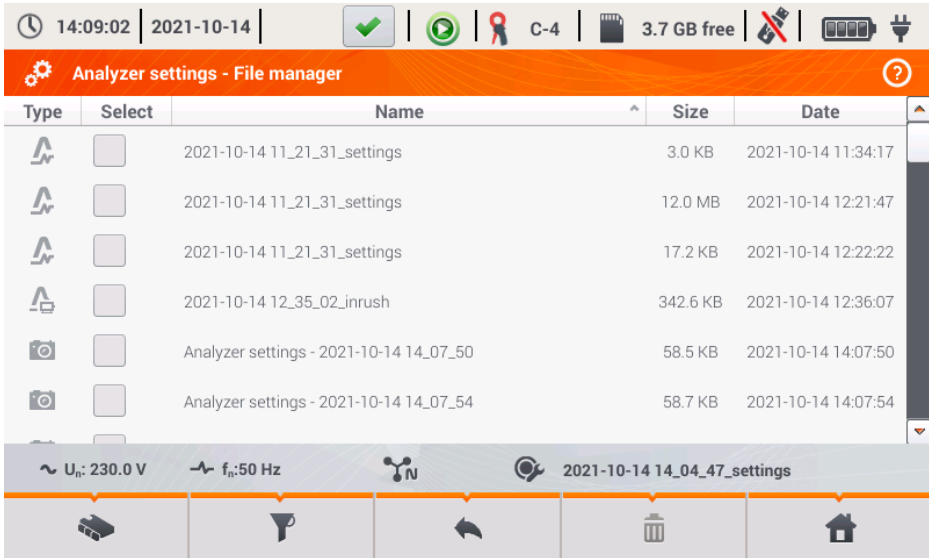 14:09:02 2021-10-14 C-4 3.7 GB free
Analyzer settings - File manager ?
Type Select Name Size Date
2021-10-14 11_21_31_settings 3.0 KB 2021-10-14 11:34:17
2021-10-14 11_21_31_settings 12.0 MB 2021-10-14 12:21:47
2021-10-14 11_21_31_settings 17.2 KB 2021-10-14 12:22:22
2021-10-14 12_35_02_inrush 342.6 KB 2021-10-14 12:36:07
Analyzer settings - 2021-10-14 14_07_50 58.5 KB 2021-10-14 14:07:50
Analyzer settings - 2021-10-14 14_07_54 58.7 KB 2021-10-14 14:07:54
Un: 230.0 V fn:50 Hz N 2021-10-14 14_04_47_settings